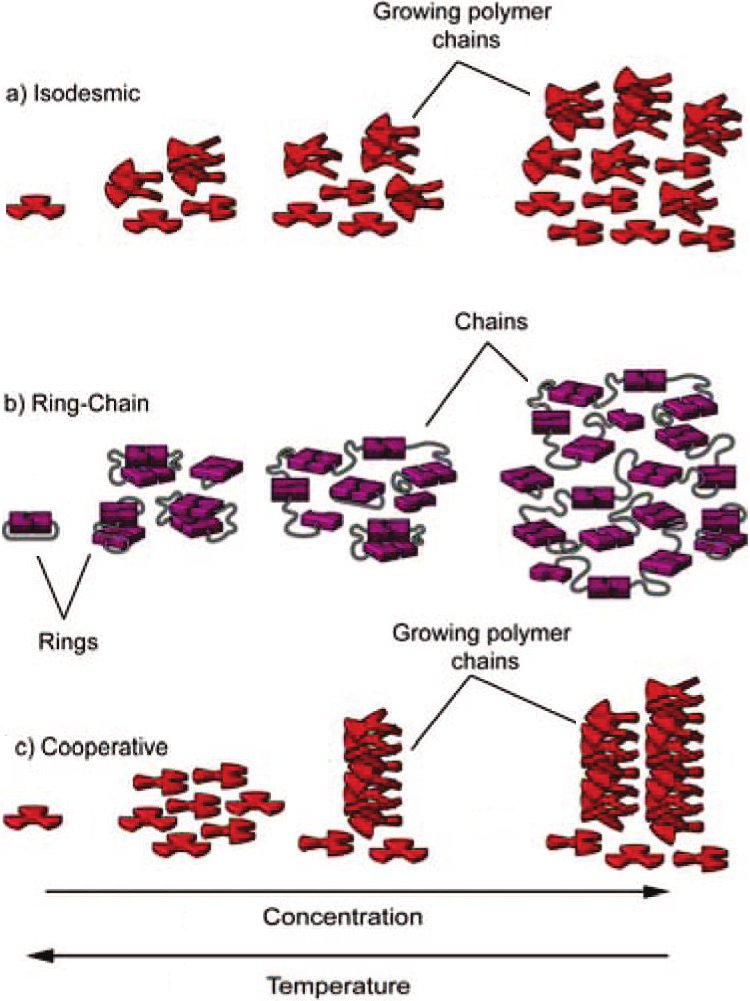 Growing polymer
chains
a) Isodesmic
Chains
b) Ring-Chain
Rings
Growing polymer
chains
c) Cooperative
Concentration
Temperature